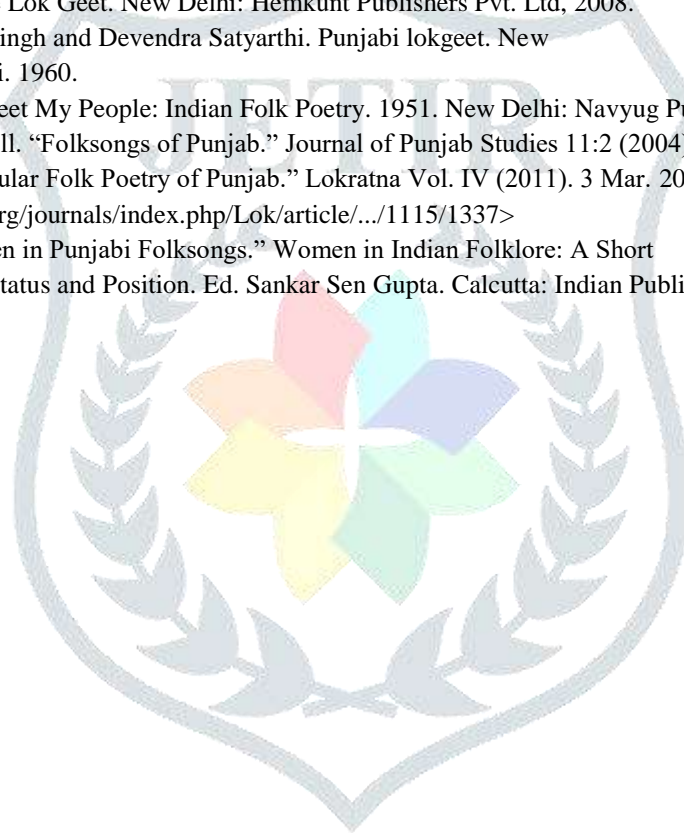 Lok Geet. New Delhi: Hemkunt Publishers Pvt. Ltd, 2008.
ingh and Devendra Satyarthi. Punjabi lokgeet. New
i. 1960.
eet My People: Indian Folk Poetry. 1951. New Delhi: Navyug Pu
ll. “Folksongs of Punjab.” Journal of Punjab Studies 11:2 (2004)
ular Folk Poetry of Punjab.” Lokratna Vol. IV (2011). 3 Mar. 20
rg/journals/index.php/Lok/article/.../1115/1337>
en in Punjabi Folksongs.” Women in Indian Folklore: A Short
tatus and Position. Ed. Sankar Sen Gupta. Calcutta: Indian Publi
JETIR